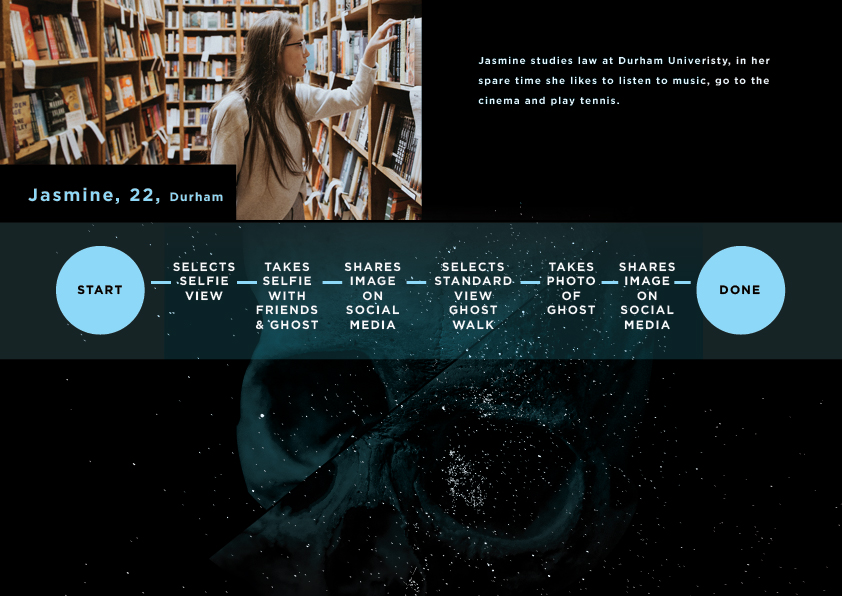 Jasmine studies law at Durham Univeristy, in her
spare time she likes to listen to music, go to the
cinema and play tennis.
Jasmine, 22, Durham
START
SELECTS
SELFIE
VIEW
TAKES
SELFIE
WITH
FRIENDS
& GHOST
SHARES
IMAGE
ON
SOCIAL
MEDIA
SELECTS
STANDARD
VIEW
GHOST
WALK
TAKES
PHOTO
OF
GHOST
SHARES
IMAGE
ON
SOCIAL
MEDIA
DONE